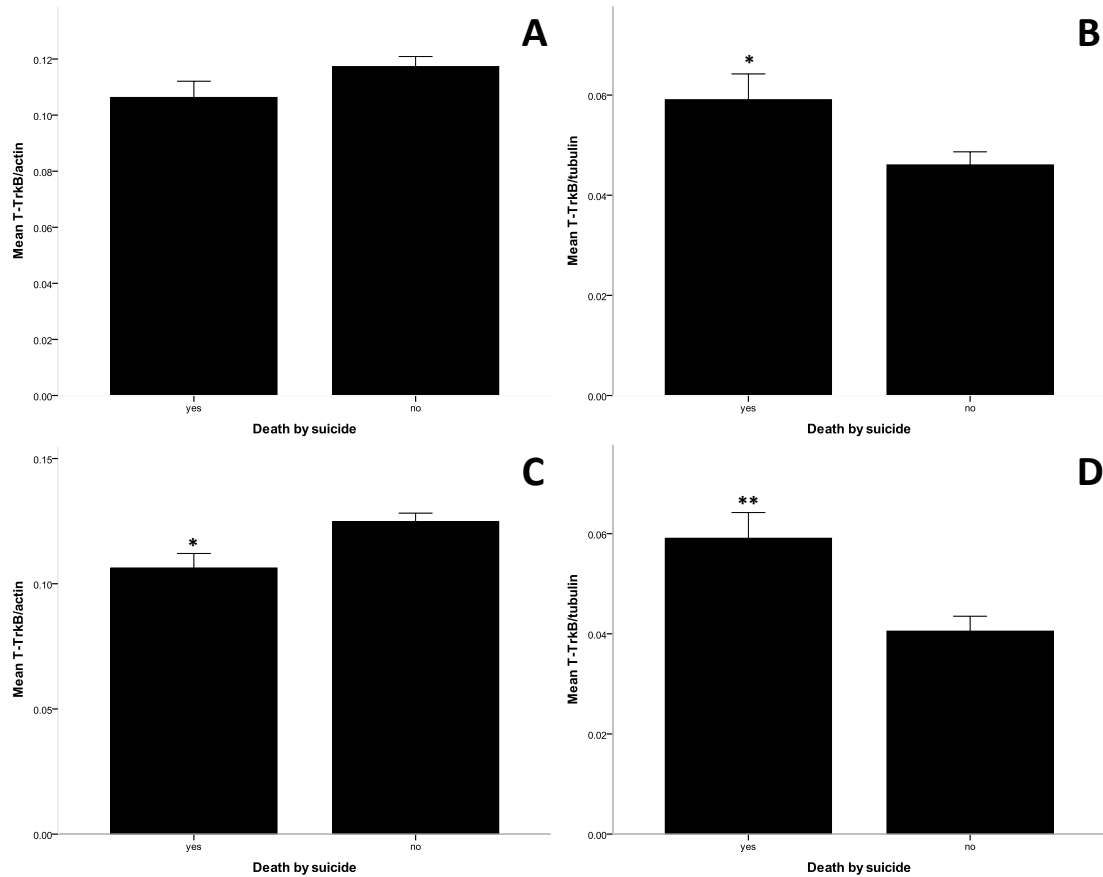 A
Mean T-TrkB/actin
0.12
0.10
0.08
0.06
0.04
0.02
0.00
yes
no
Death by suicide
B
*
Mean T-TrkB/tubulin
0.06
0.04
0.02
0.00
yes
no
Death by suicide
C
*
Mean T-TrkB/actin
0.15
0.10
0.05
0.00
yes
no
Death by suicide
D
**
Mean T-TrkB/tubulin
0.06
0.04
0.02
0.00
yes
no
Death by suicide